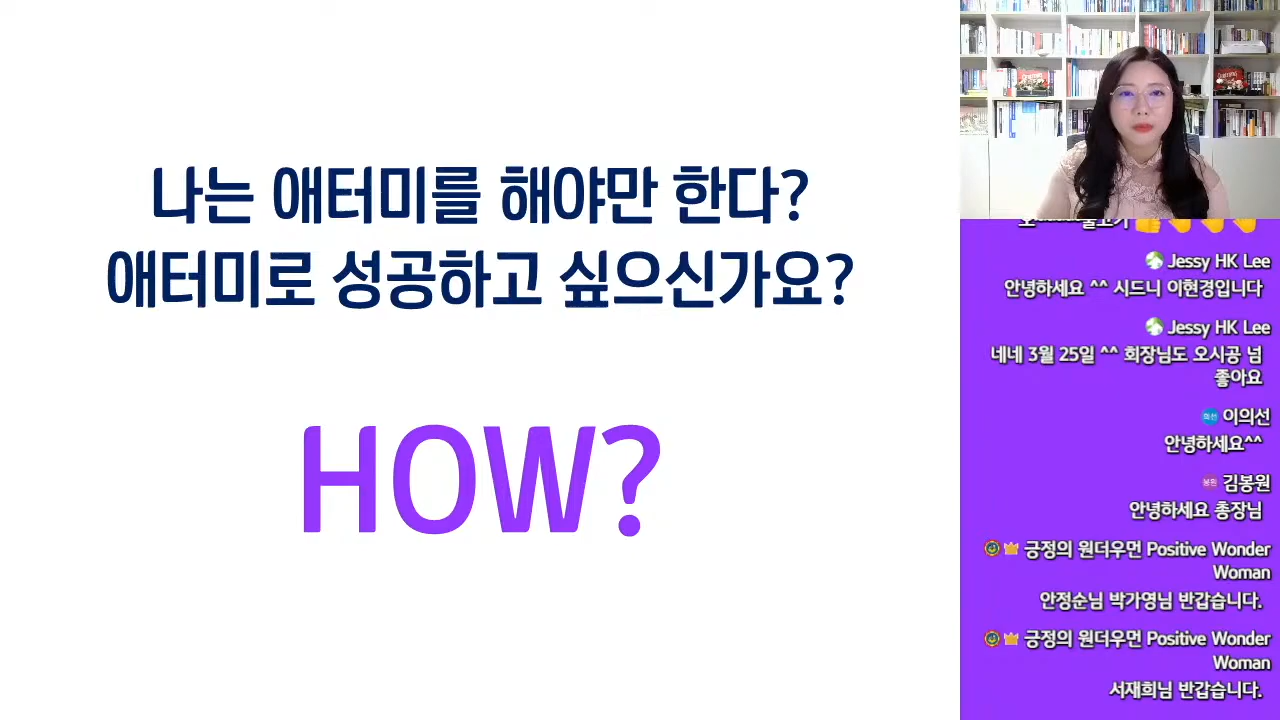 나는 애터미를 해야만 한다?
애터미로 성공하고 싶으신가요?
HOW?
Jessy HK Lee
안녕하세요 ^^ 시드니 이현경입니다
Jessy HK Lee
네네 3월 25일 ^^ 회장님도 오시공 넘
좋아요
이의선
안녕하세요^^
김봉원
안녕하세요 총장님
긍정의 원더우먼 Positive Wonder
Woman
안정순님 박가영님 반갑습니다.
긍정의 원더우먼 Positive Wonder
Woman
서재희님 반갑습니다.